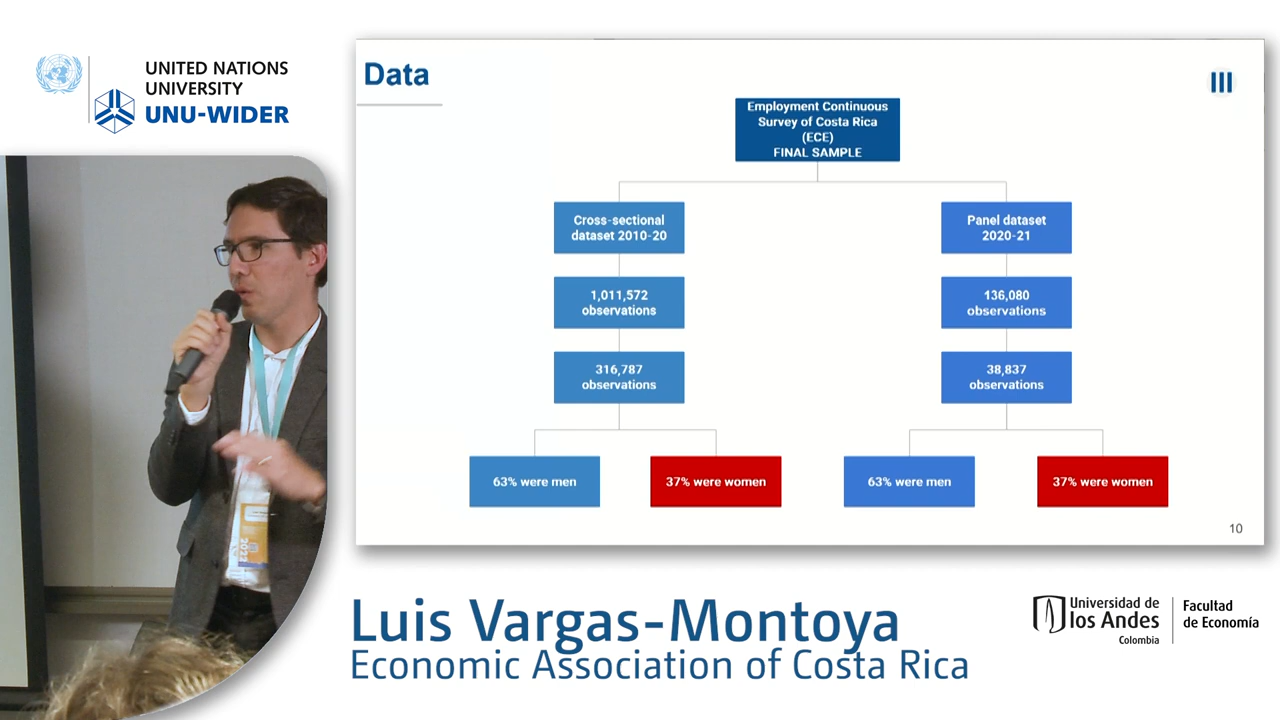 UNITED NATIONS
UNIVERSITY
UNU-WIDER
Data
Employment Continuous
Survey of Costa Rica
(ECE)
FINAL SAMPLE
Cross-sectional
dataset 2010-20
Panel dataset
2020-21
1,011,572
observations
136,080
observations
316,787
observations
38,837
observations
63% were men
37% were women
63% were men
37% were women
10
Luis Vargas-Montoya
Economic Association of Costa Rica
Universidad de
los Andes
Colombia
Facultad
de Economía